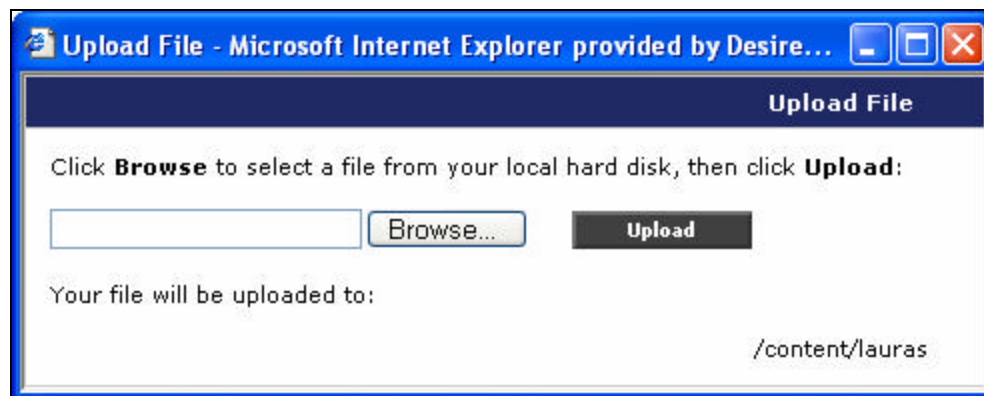 Upload File - Microsoft Internet Explorer provided by Desire...
Upload File
Click Browse to select a file from your local hard disk, then click Upload:
Browse... Upload
Your file will be uploaded to:
/content/lauras